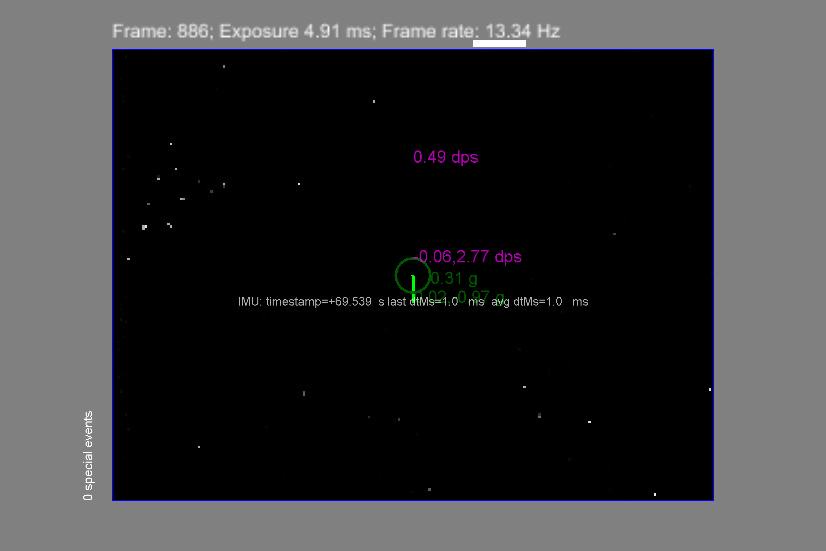 Frame: 886; Exposure 4.91 ms; Frame rate: 13.34 Hz
0.49 dps
-0.06,2.77 dps
0.31 g
-0.97 g
IMU: timestamp=+69.539 s last dtMs=1.0 ms avg dtMs=1.0 ms
0 special events